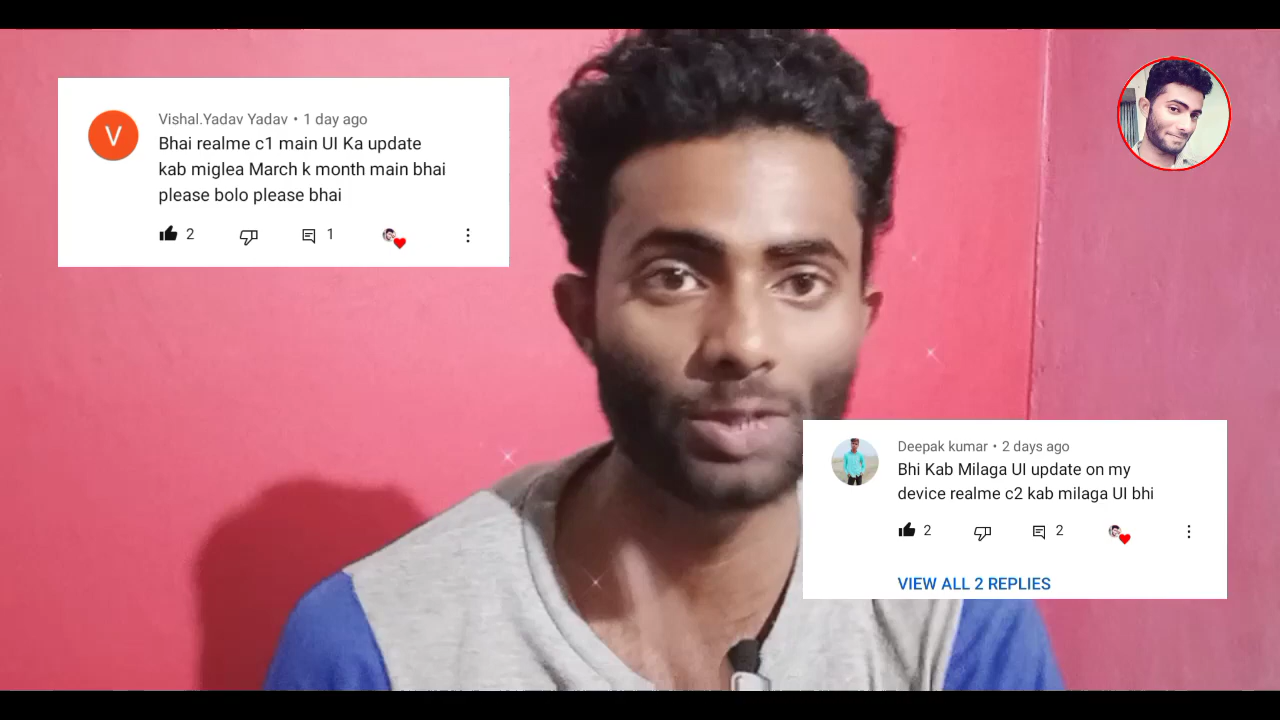 Vishal.Yadav Yadav • 1 day ago
V
Bhai realme c1 main UI Ka update
kab miglea March k month main bhai
please bolo please bhai
2
1
Deepak kumar • 2 days ago
Bhi Kab Milaga UI update on my
device realme c2 kab milaga UI bhi
2
2
VIEW ALL 2 REPLIES